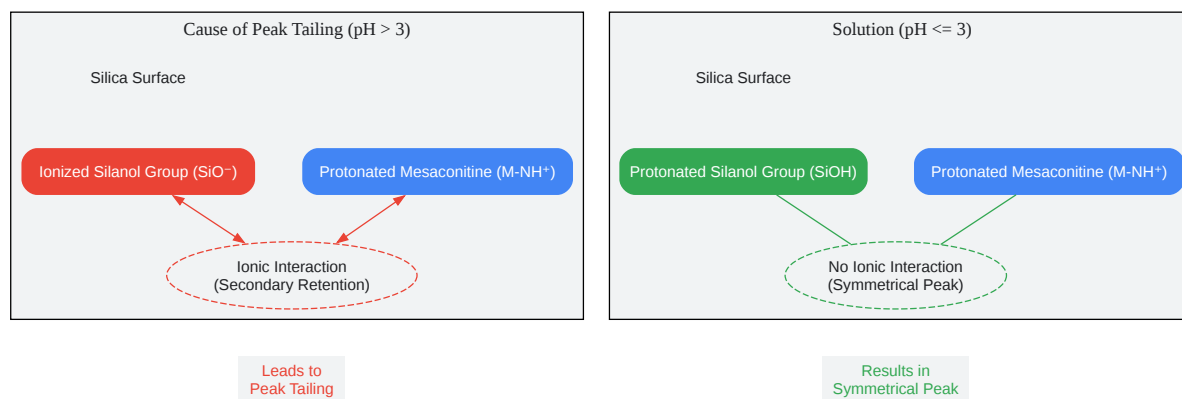 Cause of Peak Tailing (pH > 3)
Silica Surface
Ionized Silanol Group (SiO⁻)
Protonated Mesaconitine (M-NH⁺)
Ionic Interaction
(Secondary Retention)
Leads to
Peak Tailing
Solution (pH <= 3)
Silica Surface
Protonated Silanol Group (SiOH)
Protonated Mesaconitine (M-NH⁺)
No Ionic Interaction
(Symmetrical Peak)
Results in
Symmetrical Peak